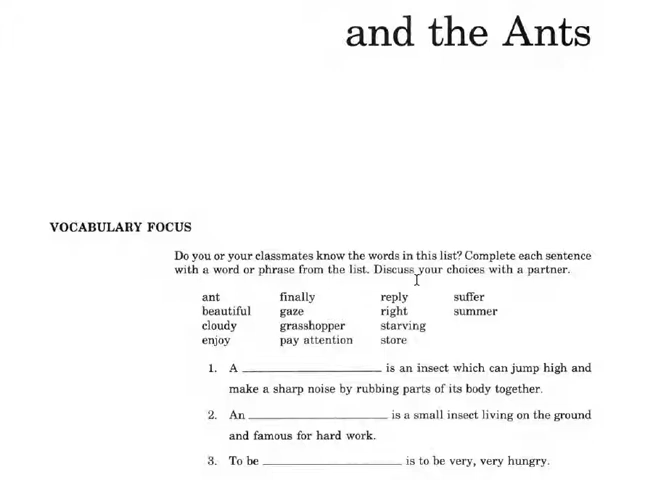 and the Ants
VOCABULARY FOCUS
Do you or your classmates know the words in this list? Complete each sentence
with a word or phrase from the list. Discuss your choices with a partner.
ant finally reply suffer
beautiful gaze right summer
cloudy grasshopper starving
enjoy pay attention store
1. A ____________ is an insect which can jump high and
make a sharp noise by rubbing parts of its body together.
2. An ____________ is a small insect living on the ground
and famous for hard work.
3. To be ____________ is to be very, very hungry.